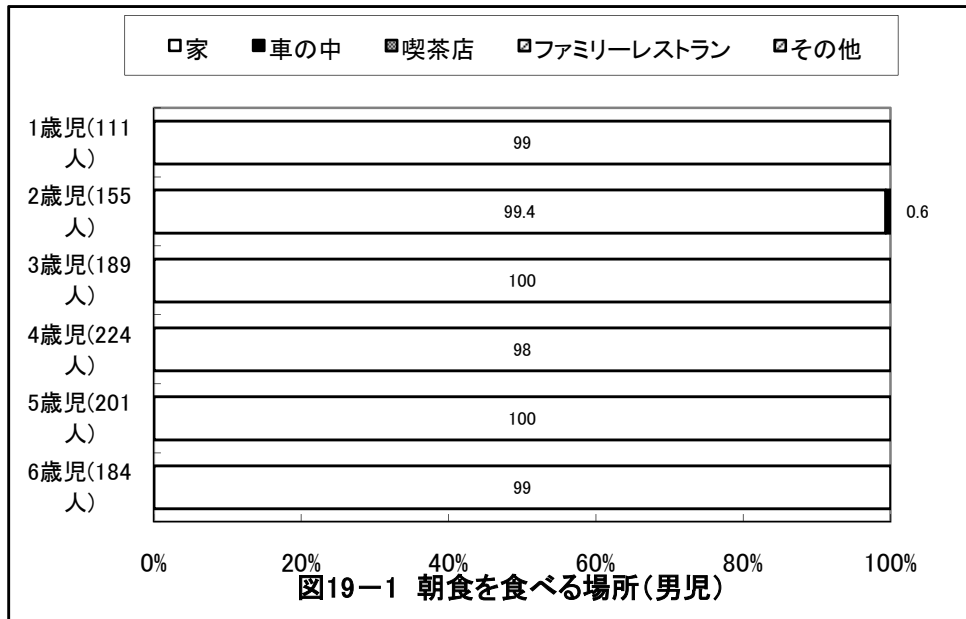 □家 ■車の中 ▩喫茶店 ▨ファミリーレストラン ▨その他
1歳児(111
人)
99
2歳児(155
人)
99.4 0.6
3歳児(189
人)
100
4歳児(224
人)
98
5歳児(201
人)
100
6歳児(184
人)
99
0% 20% 40% 60% 80% 100%
図19-1 朝食を食べる場所(男児)